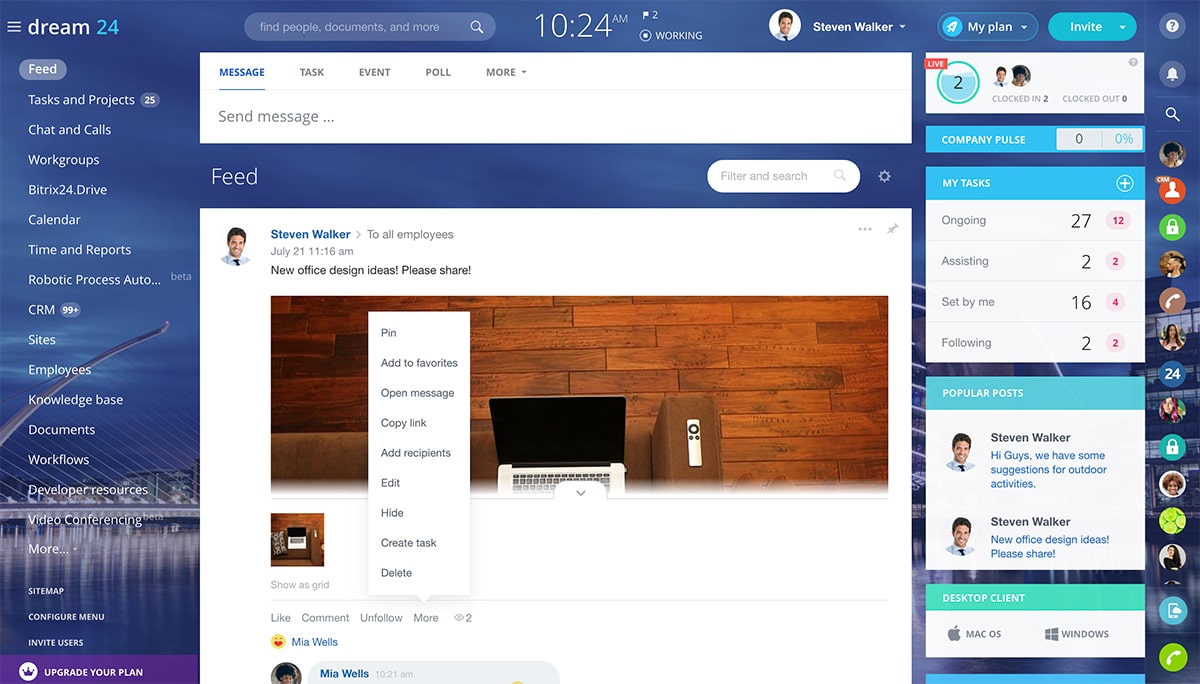 dream 24
find people, documents, and more
10:24 AM
2
WORKING
Steven Walker
My plan
Invite
?
Feed
Tasks and Projects 25
Chat and Calls
Workgroups
Bitrix24.Drive
Calendar
Time and Reports
Robotic Process Auto... beta
CRM 99+
Sites
Employees
Knowledge base
Documents
Workflows
Developer resources
Video Conferencing beta
More...
SITEMAP
CONFIGURE MENU
INVITE USERS
UPGRADE YOUR PLAN
MESSAGE TASK EVENT POLL MORE
Send message ...
Feed
Filter and search
Steven Walker > To all employees
July 21 11:16 am
New office design ideas! Please share!
Pin
Add to favorites
Open message
Copy link
Add recipients
Edit
Hide
Create task
Delete
Show as grid
Like Comment Unfollow More 2
Mia Wells
Mia Wells 10:21 am
LIVE
2
?
CLOCKED IN 2 CLOCKED OUT 0
COMPANY PULSE 0 0%
MY TASKS
Ongoing 27 12
Assisting 2 2
Set by me 16 4
Following 2 2
POPULAR POSTS
Steven Walker
Hi Guys, we have some
suggestions for outdoor
activities.
Steven Walker
New office design ideas!
Please share!
DESKTOP CLIENT
MAC OS WINDOWS
CRM
24